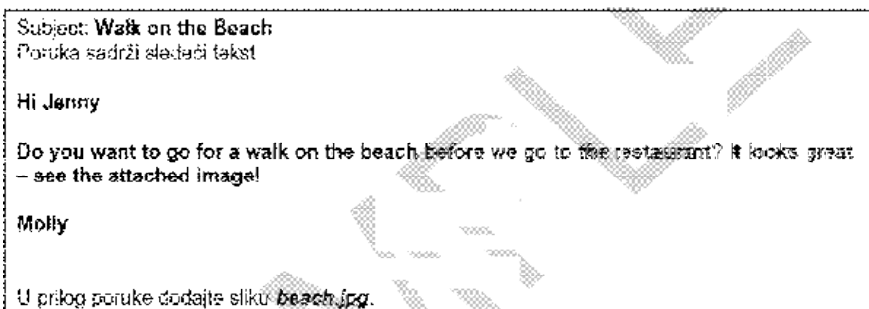 Subject: Walk on the Beach
Poruka sadrži sledeći tekst
Hi Jenny
Do you want to go for a walk on the beach before we go to the restaurant? It looks great
– see the attached image!
Molly
U prilog poruke dodajte sliku beach.jpg.